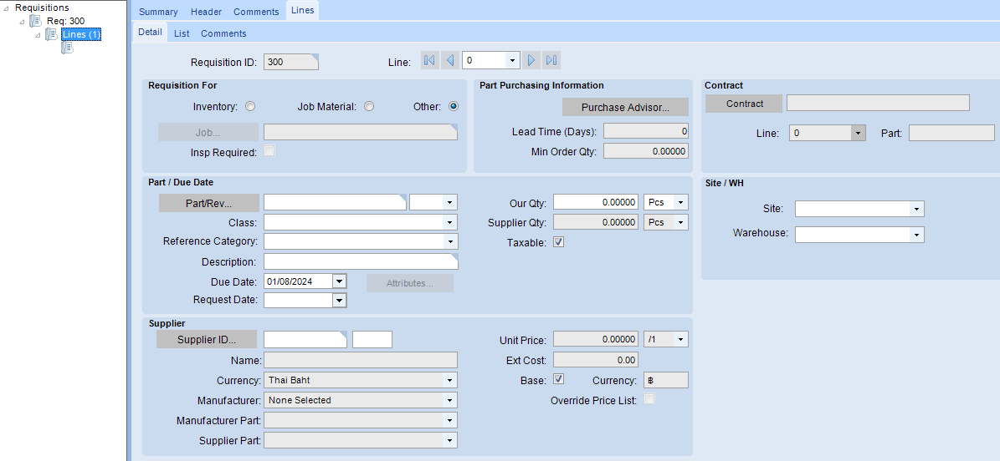 Requisitions
Req: 300
Lines (1)
Summary Header Comments Lines
Detail List Comments
Requisition ID: 300 Line: 0
Requisition For
Inventory: Job Material: Other:
Job...
Insp Required:
Part Purchasing Information
Purchase Advisor...
Lead Time (Days): 0
Min Order Qty: 0.00000
Contract
Contract
Line: 0 Part:
Part / Due Date
Part/Rev...
Class:
Reference Category:
Description:
Due Date: 01/08/2024 Attributes...
Request Date:
Our Qty: 0.00000 Pcs
Supplier Qty: 0.00000 Pcs
Taxable:
Site / WH
Site:
Warehouse:
Supplier
Supplier ID...
Name:
Currency: Thai Baht
Manufacturer: None Selected
Manufacturer Part:
Supplier Part:
Unit Price: 0.00000 /1
Ext Cost: 0.00
Base: Currency: ฿
Override Price List: